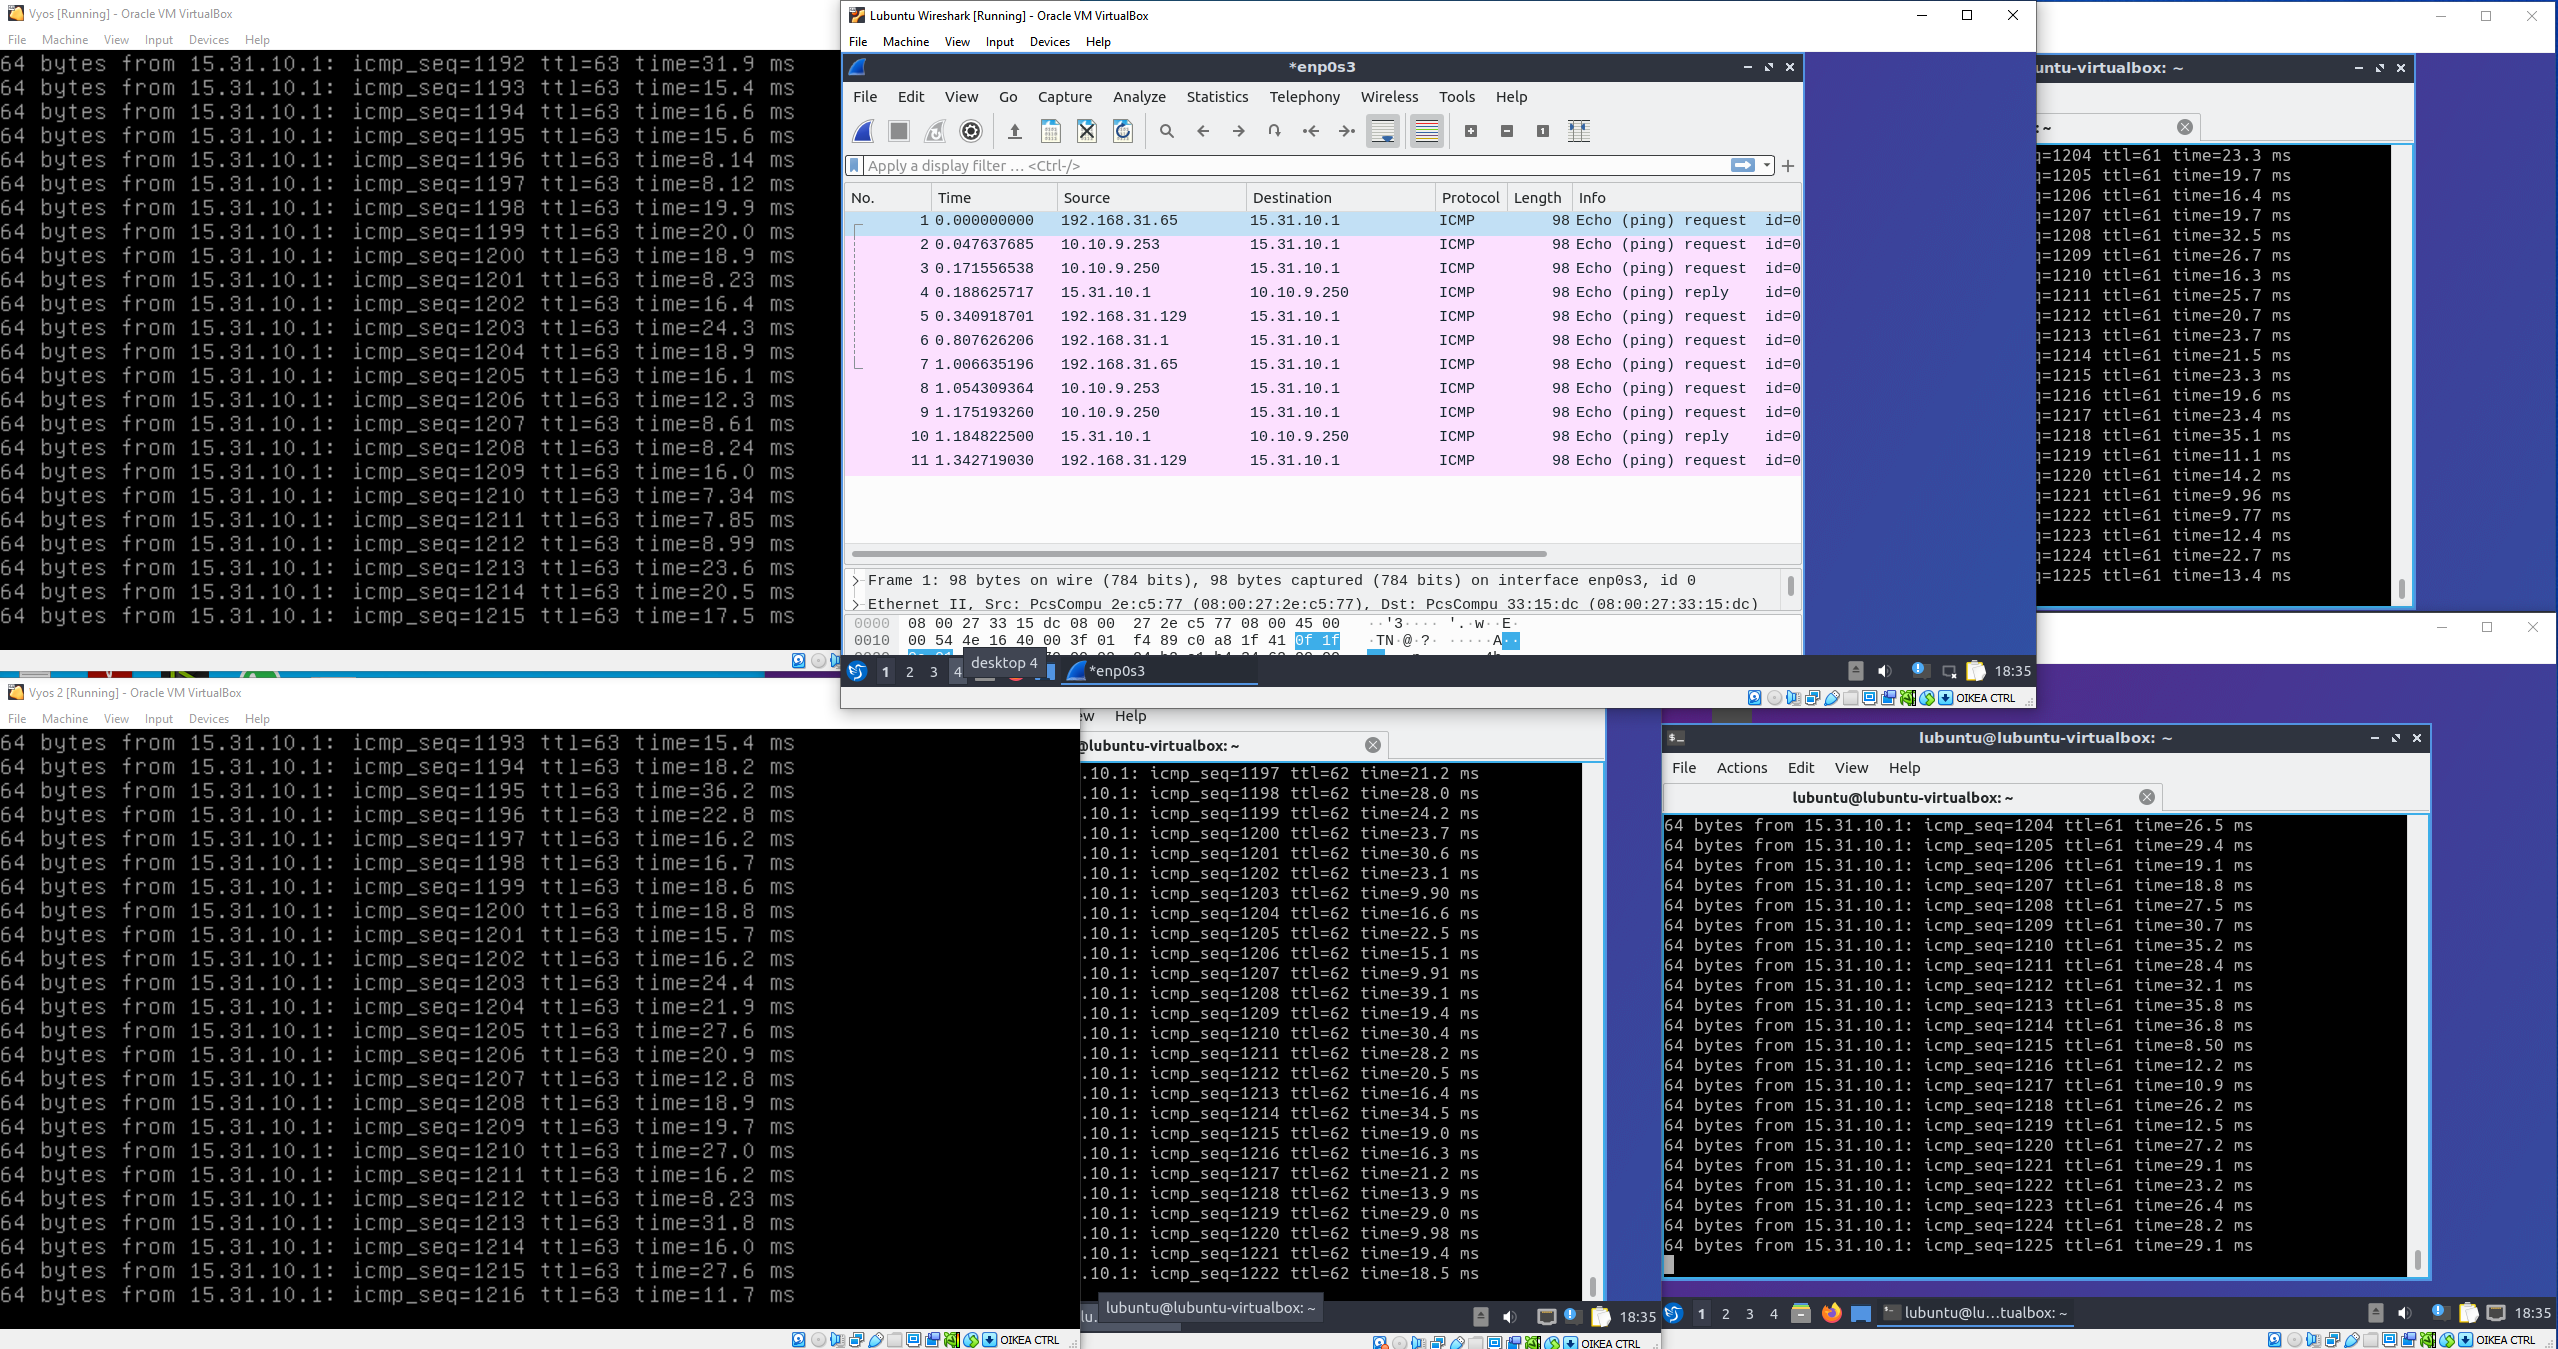 Vyos [Running] - Oracle VM VirtualBox
File Machine View Input Devices Help
64 bytes from 15.31.10.1: icmp_seq=1192 ttl=63 time=31.9 ms
64 bytes from 15.31.10.1: icmp_seq=1193 ttl=63 time=15.4 ms
64 bytes from 15.31.10.1: icmp_seq=1194 ttl=63 time=16.6 ms
64 bytes from 15.31.10.1: icmp_seq=1195 ttl=63 time=15.6 ms
64 bytes from 15.31.10.1: icmp_seq=1196 ttl=63 time=8.14 ms
64 bytes from 15.31.10.1: icmp_seq=1197 ttl=63 time=8.12 ms
64 bytes from 15.31.10.1: icmp_seq=1198 ttl=63 time=19.9 ms
64 bytes from 15.31.10.1: icmp_seq=1199 ttl=63 time=20.0 ms
64 bytes from 15.31.10.1: icmp_seq=1200 ttl=63 time=18.9 ms
64 bytes from 15.31.10.1: icmp_seq=1201 ttl=63 time=8.23 ms
64 bytes from 15.31.10.1: icmp_seq=1202 ttl=63 time=16.4 ms
64 bytes from 15.31.10.1: icmp_seq=1203 ttl=63 time=24.3 ms
64 bytes from 15.31.10.1: icmp_seq=1204 ttl=63 time=18.9 ms
64 bytes from 15.31.10.1: icmp_seq=1205 ttl=63 time=16.1 ms
64 bytes from 15.31.10.1: icmp_seq=1206 ttl=63 time=12.3 ms
64 bytes from 15.31.10.1: icmp_seq=1207 ttl=63 time=8.61 ms
64 bytes from 15.31.10.1: icmp_seq=1208 ttl=63 time=8.24 ms
64 bytes from 15.31.10.1: icmp_seq=1209 ttl=63 time=16.0 ms
64 bytes from 15.31.10.1: icmp_seq=1210 ttl=63 time=7.34 ms
64 bytes from 15.31.10.1: icmp_seq=1211 ttl=63 time=7.85 ms
64 bytes from 15.31.10.1: icmp_seq=1212 ttl=63 time=8.99 ms
64 bytes from 15.31.10.1: icmp_seq=1213 ttl=63 time=23.6 ms
64 bytes from 15.31.10.1: icmp_seq=1214 ttl=63 time=20.5 ms
64 bytes from 15.31.10.1: icmp_seq=1215 ttl=63 time=17.5 ms
Lubuntu Wireshark [Running] - Oracle VM VirtualBox
File Machine View Input Devices Help
*enp0s3
File Edit View Go Capture Analyze Statistics Telephony Wireless Tools Help
Apply a display filter … <Ctrl-/>
No. Time Source Destination Protocol Length Info
1 0.000000000 192.168.31.65 15.31.10.1 ICMP 98 Echo (ping) request id=0
2 0.047637685 10.10.9.253 15.31.10.1 ICMP 98 Echo (ping) request id=0
3 0.171556538 10.10.9.250 15.31.10.1 ICMP 98 Echo (ping) request id=0
4 0.188625717 15.31.10.1 10.10.9.250 ICMP 98 Echo (ping) reply id=0
5 0.340918701 192.168.31.129 15.31.10.1 ICMP 98 Echo (ping) request id=0
6 0.807626206 192.168.31.1 15.31.10.1 ICMP 98 Echo (ping) request id=0
7 1.006635196 192.168.31.65 15.31.10.1 ICMP 98 Echo (ping) request id=0
8 1.054309364 10.10.9.253 15.31.10.1 ICMP 98 Echo (ping) request id=0
9 1.175193260 10.10.9.250 15.31.10.1 ICMP 98 Echo (ping) request id=0
10 1.184822500 15.31.10.1 10.10.9.250 ICMP 98 Echo (ping) reply id=0
11 1.342719030 192.168.31.129 15.31.10.1 ICMP 98 Echo (ping) request id=0
Frame 1: 98 bytes on wire (784 bits), 98 bytes captured (784 bits) on interface enp0s3, id 0
Ethernet II, Src: PcsCompu_2e:c5:77 (08:00:27:2e:c5:77), Dst: PcsCompu_33:15:dc (08:00:27:33:15:dc)
0000 08 00 27 33 15 dc 08 00 27 2e c5 77 08 00 45 00 ··'3···· '.·w··E·
0010 00 54 4e 16 40 00 3f 01 f4 89 c0 a8 1f 41 0f 1f ·TN·@·?· ·····A··
desktop 4
1 2 3 4 *enp0s3 18:35
OIKEA CTRL
untu-virtualbox: ~
: ~
q=1204 ttl=61 time=23.3 ms
q=1205 ttl=61 time=19.7 ms
q=1206 ttl=61 time=16.4 ms
q=1207 ttl=61 time=19.7 ms
q=1208 ttl=61 time=32.5 ms
q=1209 ttl=61 time=26.7 ms
q=1210 ttl=61 time=16.3 ms
q=1211 ttl=61 time=25.7 ms
q=1212 ttl=61 time=20.7 ms
q=1213 ttl=61 time=23.7 ms
q=1214 ttl=61 time=21.5 ms
q=1215 ttl=61 time=23.3 ms
q=1216 ttl=61 time=19.6 ms
q=1217 ttl=61 time=23.4 ms
q=1218 ttl=61 time=35.1 ms
q=1219 ttl=61 time=11.1 ms
q=1220 ttl=61 time=14.2 ms
q=1221 ttl=61 time=9.96 ms
q=1222 ttl=61 time=9.77 ms
q=1223 ttl=61 time=12.4 ms
q=1224 ttl=61 time=22.7 ms
q=1225 ttl=61 time=13.4 ms
Vyos 2 [Running] - Oracle VM VirtualBox
File Machine View Input Devices Help
64 bytes from 15.31.10.1: icmp_seq=1193 ttl=63 time=15.4 ms
64 bytes from 15.31.10.1: icmp_seq=1194 ttl=63 time=18.2 ms
64 bytes from 15.31.10.1: icmp_seq=1195 ttl=63 time=36.2 ms
64 bytes from 15.31.10.1: icmp_seq=1196 ttl=63 time=22.8 ms
64 bytes from 15.31.10.1: icmp_seq=1197 ttl=63 time=16.2 ms
64 bytes from 15.31.10.1: icmp_seq=1198 ttl=63 time=16.7 ms
64 bytes from 15.31.10.1: icmp_seq=1199 ttl=63 time=18.6 ms
64 bytes from 15.31.10.1: icmp_seq=1200 ttl=63 time=18.8 ms
64 bytes from 15.31.10.1: icmp_seq=1201 ttl=63 time=15.7 ms
64 bytes from 15.31.10.1: icmp_seq=1202 ttl=63 time=16.2 ms
64 bytes from 15.31.10.1: icmp_seq=1203 ttl=63 time=24.4 ms
64 bytes from 15.31.10.1: icmp_seq=1204 ttl=63 time=21.9 ms
64 bytes from 15.31.10.1: icmp_seq=1205 ttl=63 time=27.6 ms
64 bytes from 15.31.10.1: icmp_seq=1206 ttl=63 time=20.9 ms
64 bytes from 15.31.10.1: icmp_seq=1207 ttl=63 time=12.8 ms
64 bytes from 15.31.10.1: icmp_seq=1208 ttl=63 time=18.9 ms
64 bytes from 15.31.10.1: icmp_seq=1209 ttl=63 time=19.7 ms
64 bytes from 15.31.10.1: icmp_seq=1210 ttl=63 time=27.0 ms
64 bytes from 15.31.10.1: icmp_seq=1211 ttl=63 time=16.2 ms
64 bytes from 15.31.10.1: icmp_seq=1212 ttl=63 time=8.23 ms
64 bytes from 15.31.10.1: icmp_seq=1213 ttl=63 time=31.8 ms
64 bytes from 15.31.10.1: icmp_seq=1214 ttl=63 time=16.0 ms
64 bytes from 15.31.10.1: icmp_seq=1215 ttl=63 time=27.6 ms
64 bytes from 15.31.10.1: icmp_seq=1216 ttl=63 time=11.7 ms
OIKEA CTRL
ew Help
@lubuntu-virtualbox: ~
.10.1: icmp_seq=1197 ttl=62 time=21.2 ms
.10.1: icmp_seq=1198 ttl=62 time=28.0 ms
.10.1: icmp_seq=1199 ttl=62 time=24.2 ms
.10.1: icmp_seq=1200 ttl=62 time=23.7 ms
.10.1: icmp_seq=1201 ttl=62 time=30.6 ms
.10.1: icmp_seq=1202 ttl=62 time=23.1 ms
.10.1: icmp_seq=1203 ttl=62 time=9.90 ms
.10.1: icmp_seq=1204 ttl=62 time=16.6 ms
.10.1: icmp_seq=1205 ttl=62 time=22.5 ms
.10.1: icmp_seq=1206 ttl=62 time=15.1 ms
.10.1: icmp_seq=1207 ttl=62 time=9.91 ms
.10.1: icmp_seq=1208 ttl=62 time=39.1 ms
.10.1: icmp_seq=1209 ttl=62 time=19.4 ms
.10.1: icmp_seq=1210 ttl=62 time=30.4 ms
.10.1: icmp_seq=1211 ttl=62 time=28.2 ms
.10.1: icmp_seq=1212 ttl=62 time=20.5 ms
.10.1: icmp_seq=1213 ttl=62 time=16.4 ms
.10.1: icmp_seq=1214 ttl=62 time=34.5 ms
.10.1: icmp_seq=1215 ttl=62 time=19.0 ms
.10.1: icmp_seq=1216 ttl=62 time=16.3 ms
.10.1: icmp_seq=1217 ttl=62 time=21.2 ms
.10.1: icmp_seq=1218 ttl=62 time=13.9 ms
.10.1: icmp_seq=1219 ttl=62 time=29.0 ms
.10.1: icmp_seq=1220 ttl=62 time=9.98 ms
.10.1: icmp_seq=1221 ttl=62 time=19.4 ms
.10.1: icmp_seq=1222 ttl=62 time=18.5 ms
lubuntu@lubuntu-virtualbox: ~
lu. 18:35
OIKEA CTRL
lubuntu@lubuntu-virtualbox: ~
File Actions Edit View Help
lubuntu@lubuntu-virtualbox: ~
64 bytes from 15.31.10.1: icmp_seq=1204 ttl=61 time=26.5 ms
64 bytes from 15.31.10.1: icmp_seq=1205 ttl=61 time=29.4 ms
64 bytes from 15.31.10.1: icmp_seq=1206 ttl=61 time=19.1 ms
64 bytes from 15.31.10.1: icmp_seq=1207 ttl=61 time=18.8 ms
64 bytes from 15.31.10.1: icmp_seq=1208 ttl=61 time=27.5 ms
64 bytes from 15.31.10.1: icmp_seq=1209 ttl=61 time=30.7 ms
64 bytes from 15.31.10.1: icmp_seq=1210 ttl=61 time=35.2 ms
64 bytes from 15.31.10.1: icmp_seq=1211 ttl=61 time=28.4 ms
64 bytes from 15.31.10.1: icmp_seq=1212 ttl=61 time=32.1 ms
64 bytes from 15.31.10.1: icmp_seq=1213 ttl=61 time=35.8 ms
64 bytes from 15.31.10.1: icmp_seq=1214 ttl=61 time=36.8 ms
64 bytes from 15.31.10.1: icmp_seq=1215 ttl=61 time=8.50 ms
64 bytes from 15.31.10.1: icmp_seq=1216 ttl=61 time=12.2 ms
64 bytes from 15.31.10.1: icmp_seq=1217 ttl=61 time=10.9 ms
64 bytes from 15.31.10.1: icmp_seq=1218 ttl=61 time=26.2 ms
64 bytes from 15.31.10.1: icmp_seq=1219 ttl=61 time=12.5 ms
64 bytes from 15.31.10.1: icmp_seq=1220 ttl=61 time=27.2 ms
64 bytes from 15.31.10.1: icmp_seq=1221 ttl=61 time=29.1 ms
64 bytes from 15.31.10.1: icmp_seq=1222 ttl=61 time=23.2 ms
64 bytes from 15.31.10.1: icmp_seq=1223 ttl=61 time=26.4 ms
64 bytes from 15.31.10.1: icmp_seq=1224 ttl=61 time=28.2 ms
64 bytes from 15.31.10.1: icmp_seq=1225 ttl=61 time=29.1 ms
1 2 3 4 lubuntu@lu…tualbox: ~ 18:35
OIKEA CTRL